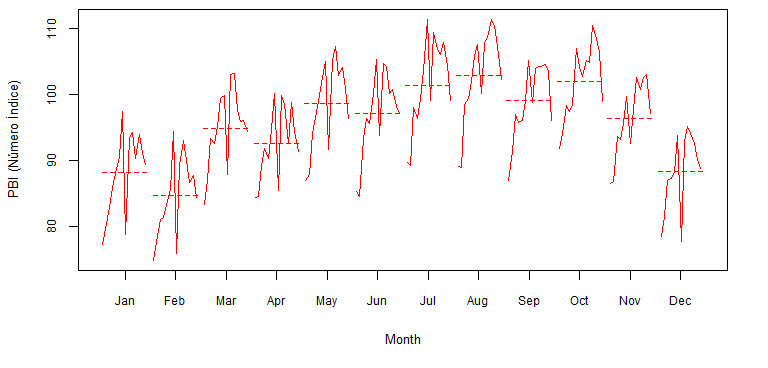 PBI (Número Índice)
110
100
90
80
Jan Feb Mar Apr May Jun Jul Aug Sep Oct Nov Dec
Month